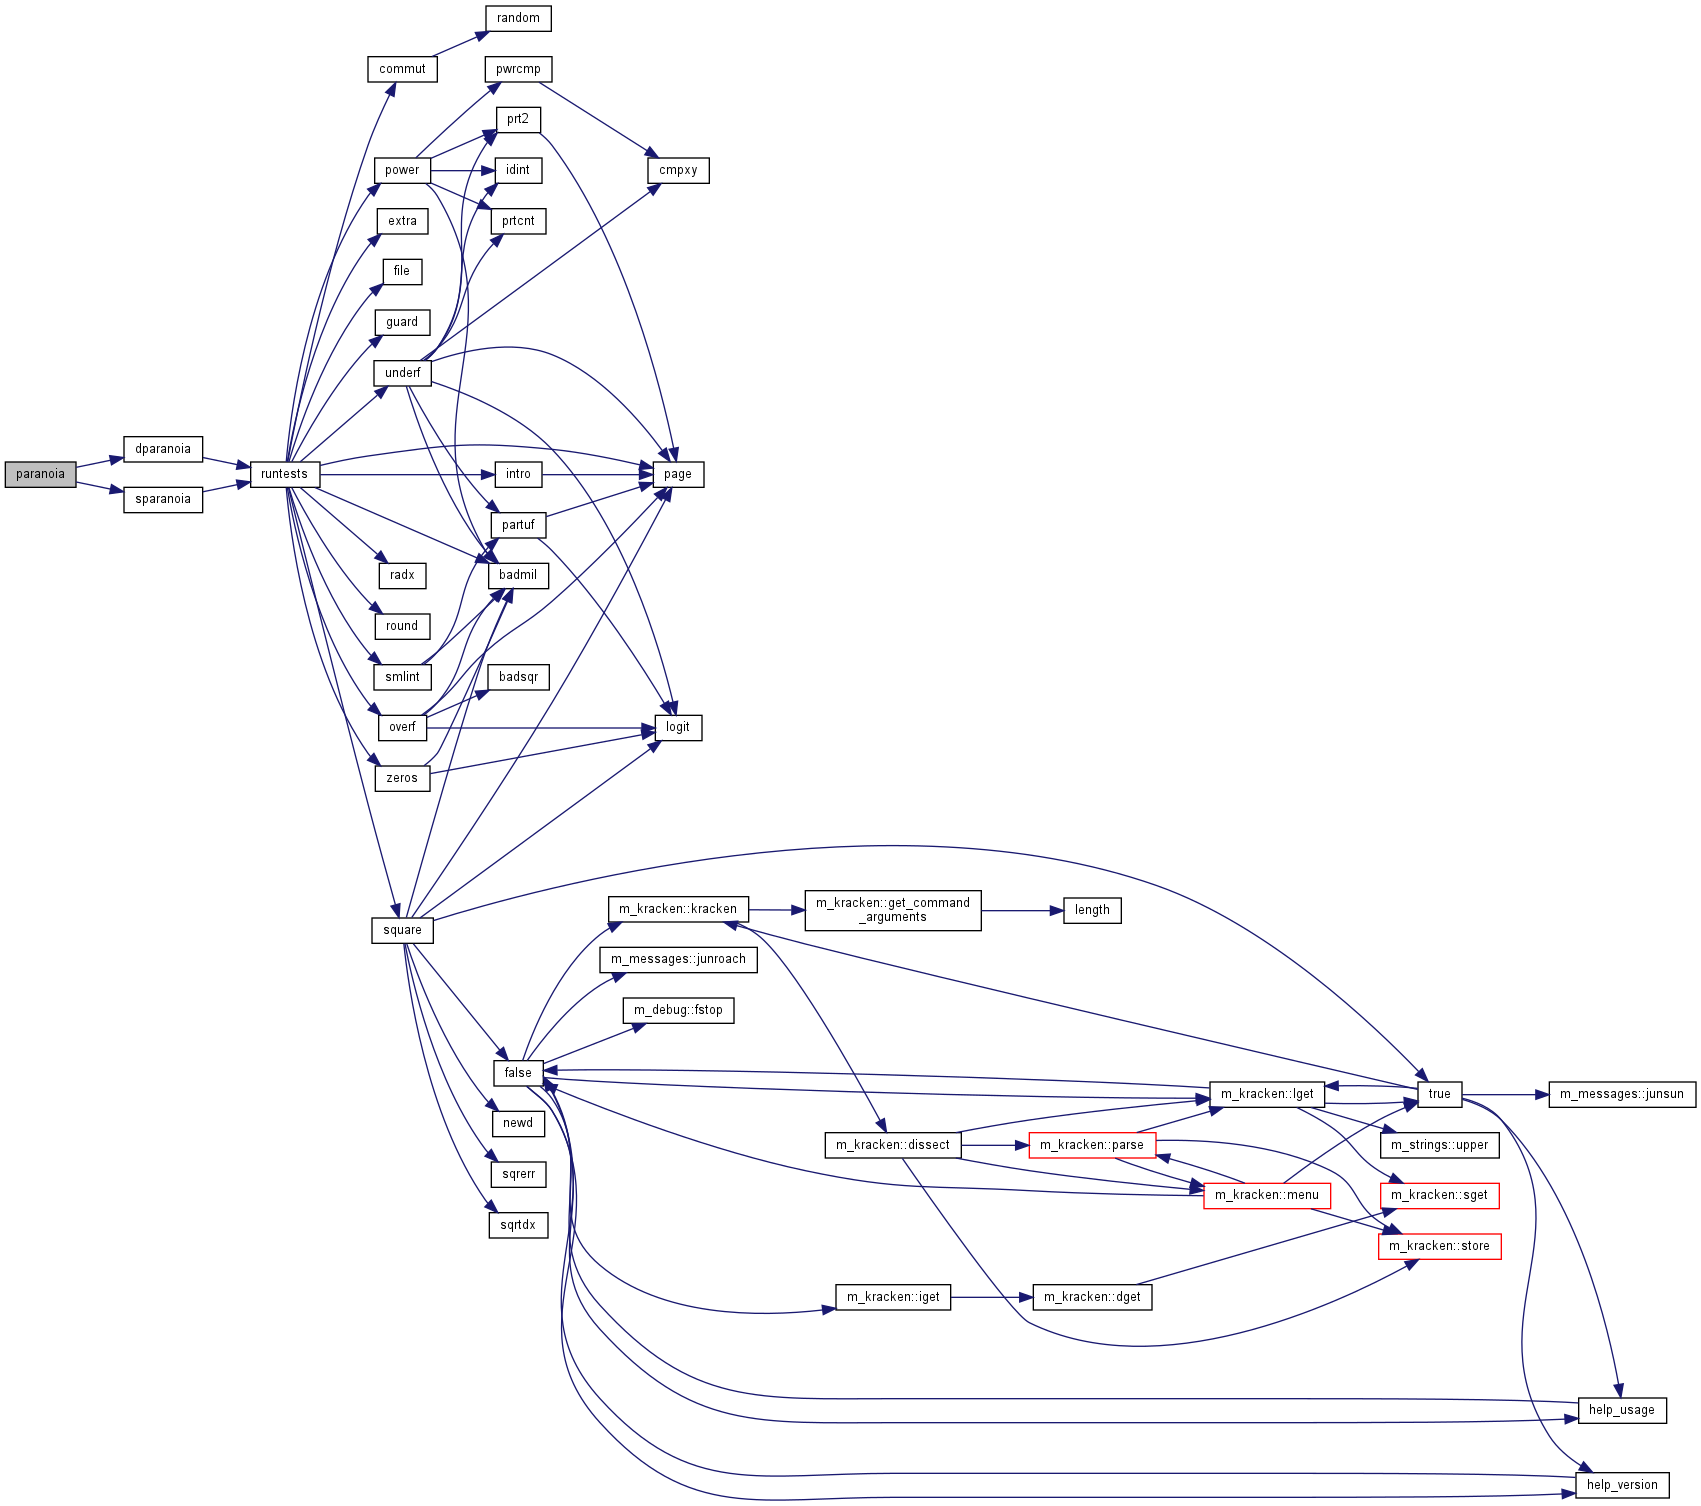 random
commut
pwrcmp
prt2
power
idint
cmpxy
extra
prtcnt
file
guard
underf
dparanoia
paranoia
runtests
intro
page
sparanoia
partuf
radx
badmil
round
smlint
badsqr
overf
logit
zeros
m_kracken::kracken
m_kracken::get_command
_arguments
length
square
m_messages::junroach
m_debug::fstop
false
m_kracken::lget
true
m_messages::junsun
newd
m_kracken::dissect
m_kracken::parse
m_strings::upper
sqrerr
m_kracken::menu
m_kracken::sget
sqrtdx
m_kracken::store
m_kracken::iget
m_kracken::dget
help_usage
help_version